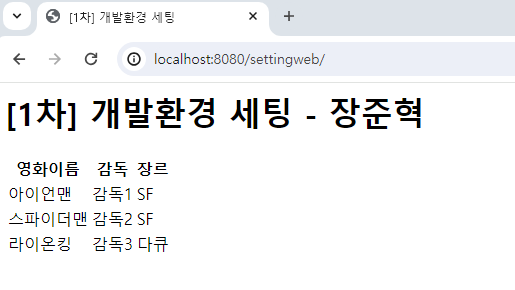 [1차] 개발환경 세팅
localhost:8080/settingweb/
[1차] 개발환경 세팅 - 장준혁
영화이름 감독 장르
아이언맨 감독1 SF
스파이더맨 감독2 SF
라이온킹 감독3 다큐